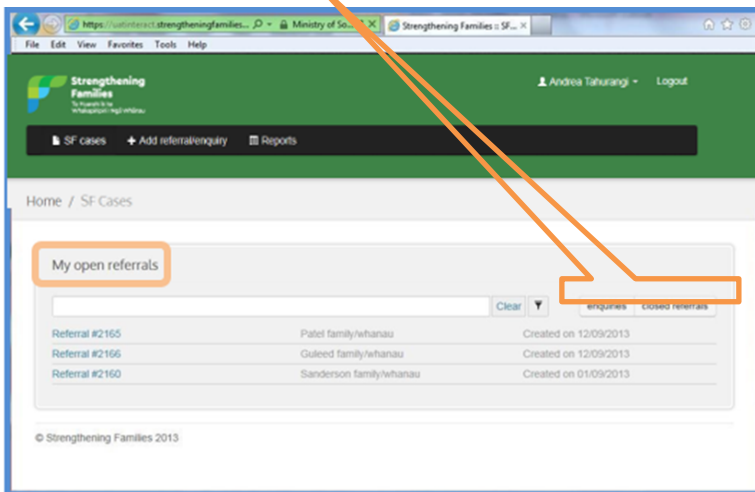 https://uatinteract.strengtheningfamilies... Ministry of So... Strengthening Families :: SF...
File Edit View Favorites Tools Help
Strengthening
Families
Andrea Tahurangi Logout
SF cases + Add referral/enquiry Reports
Home / SF Cases
My open referrals
Clear enquiries closed referrals
Referral #2165 Patel family/whanau Created on 12/09/2013
Referral #2166 Guleed family/whanau Created on 12/09/2013
Referral #2160 Sanderson family/whanau Created on 01/09/2013
© Strengthening Families 2013